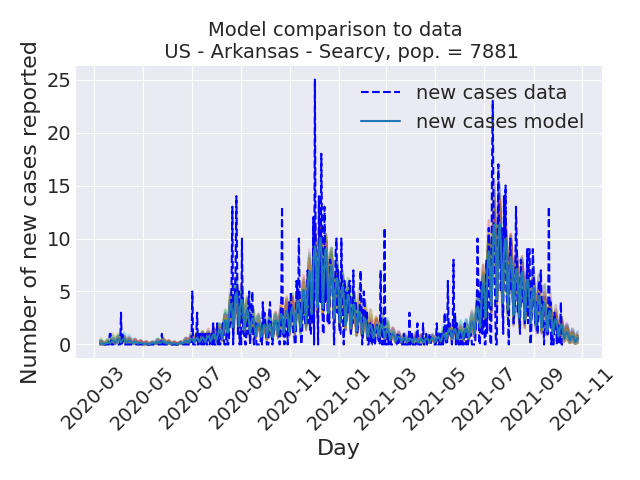 Model comparison to data
US - Arkansas - Searcy, pop. = 7881
Number of new cases reported
25
20
15
10
5
0
new cases data
new cases model
2020-03
2020-05
2020-07
2020-09
2020-11
2021-01
2021-03
2021-05
2021-07
2021-09
2021-11
Day